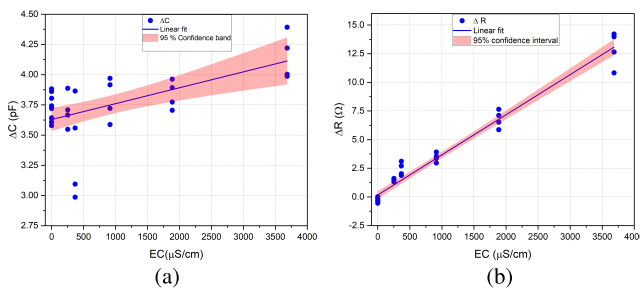 ΔC
Linear fit
95 % Confidence band
4.50
4.25
4.00
3.75
3.50
3.25
3.00
2.75
ΔC (pF)
0 500 1000 1500 2000 2500 3000 3500 4000
EC(μS/cm)
(a)
Δ R
Linear fit
95% confidence interval
15.0
12.5
10.0
7.5
5.0
2.5
0.0
-2.5
ΔR (Ω)
0 500 1000 1500 2000 2500 3000 3500 4000
EC (μS/cm)
(b)